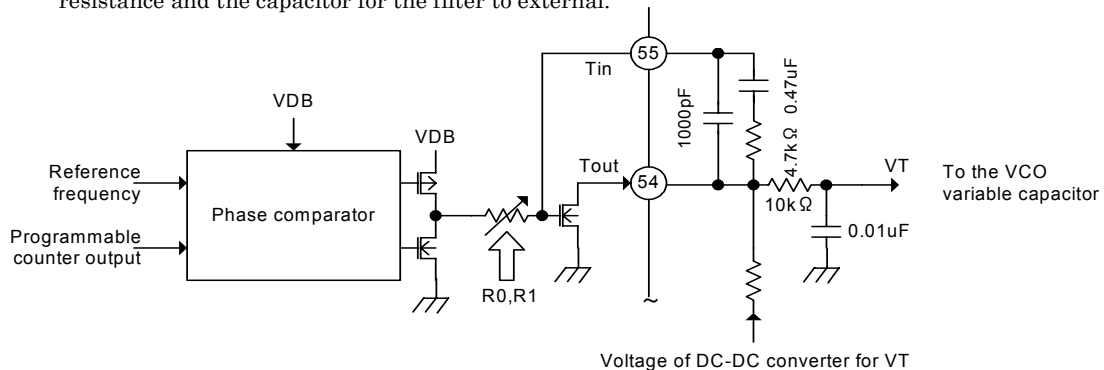 resistance and the capacitor for the filter to external.
55
Tin
VDB
VDB
1000pF
0.47uF
4.7kΩ
Reference
frequency
Phase comparator
Tout
54
VT
To the VCO
variable capacitor
10kΩ
Programmable
counter output
0.01uF
R0,R1
Voltage of DC-DC converter for VT